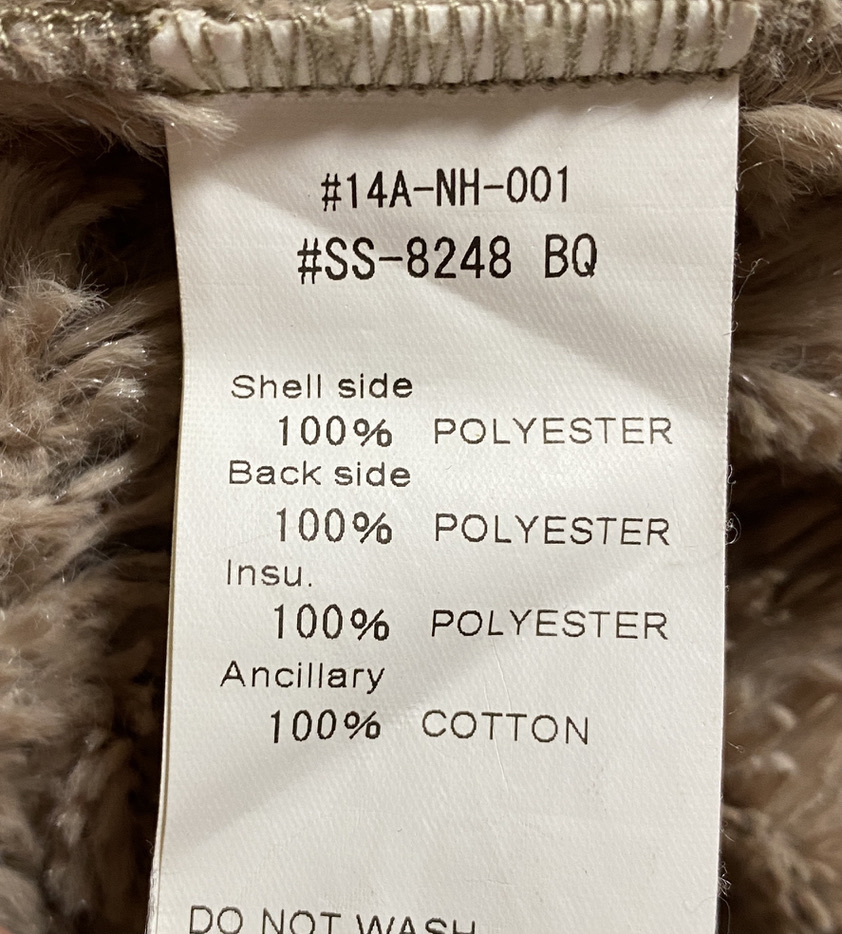 #14A-NH-001
#SS-8248 BQ
Shell side
100% POLYESTER
Back side
100% POLYESTER
Insu.
100% POLYESTER
Ancillary
100% COTTON
DO NOT WASH